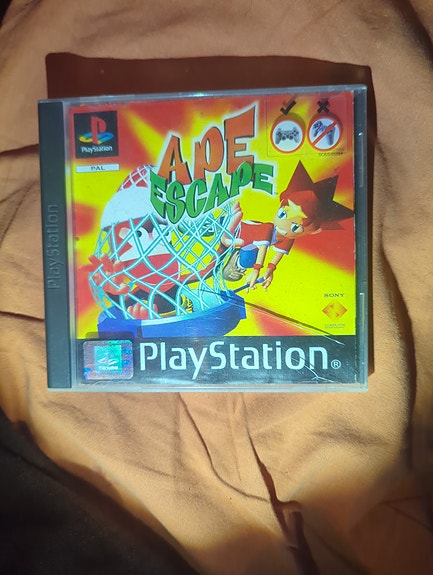 PlayStation
PAL
APE
ESCAPE
SONY
PlayStation®
PlayStation